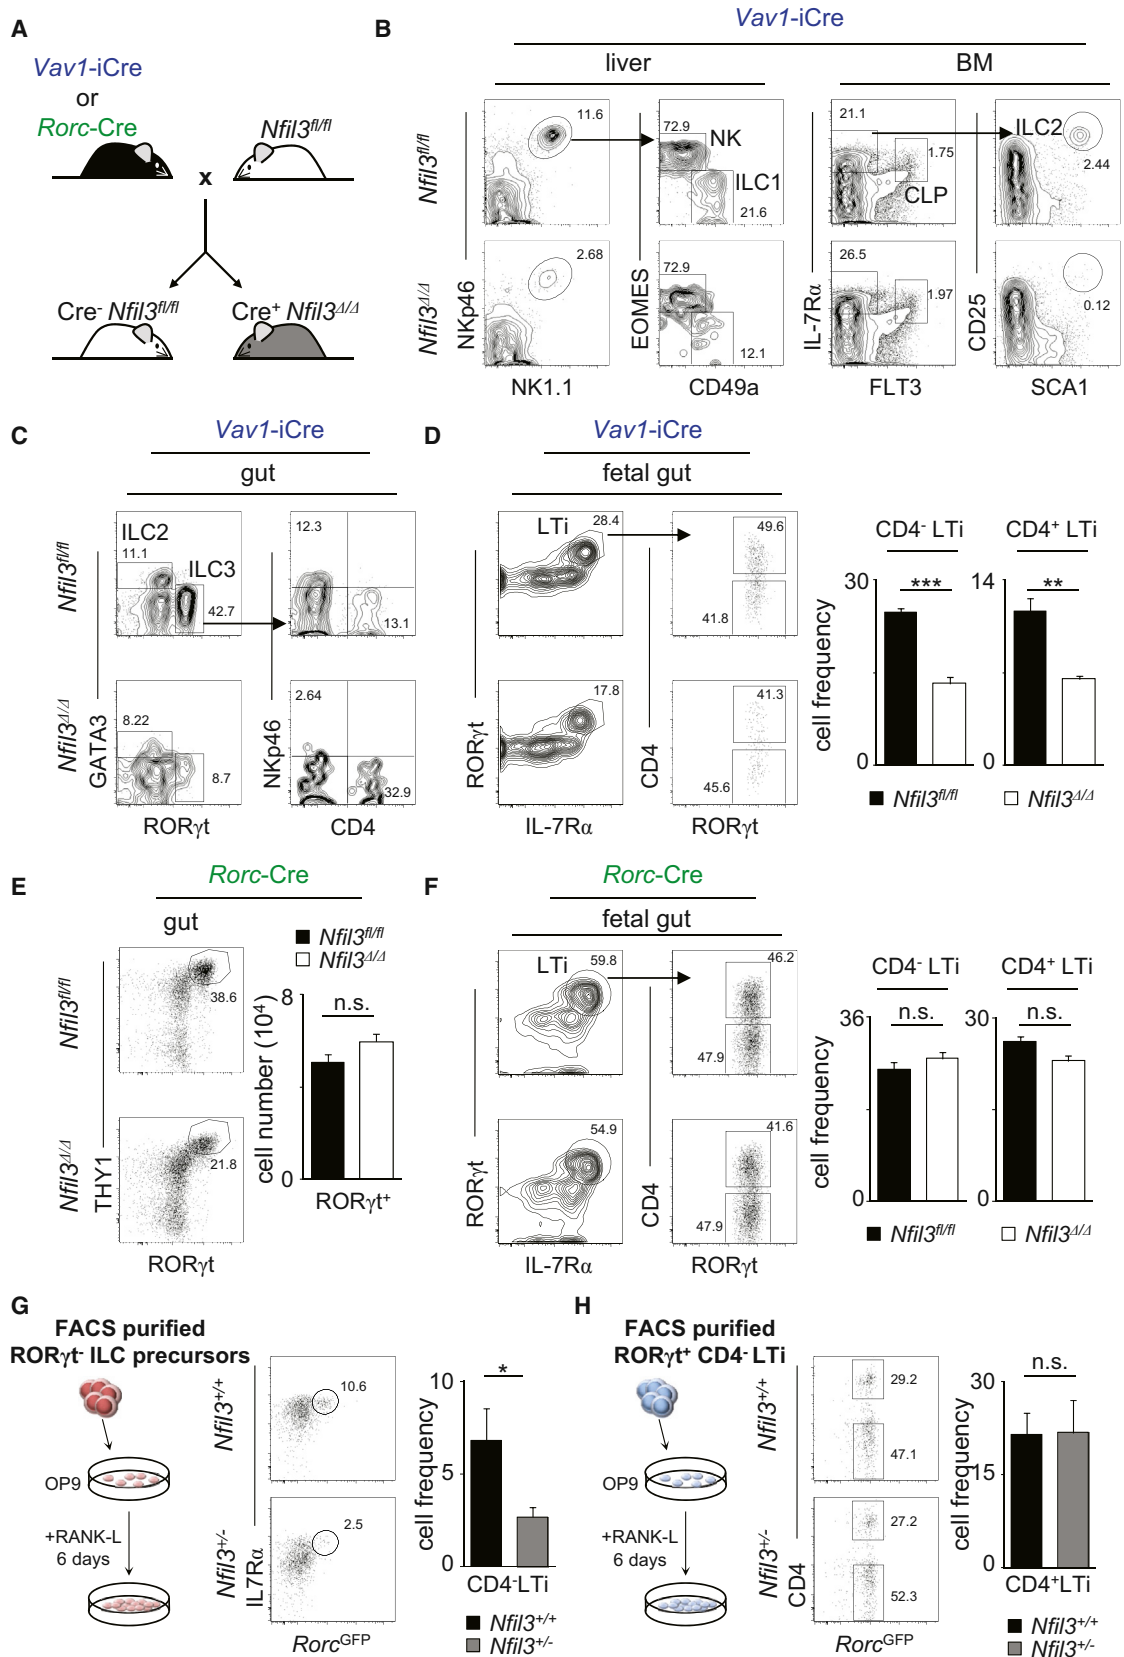 A
Vav1-iCre
or
Rorc-Cre
Nfil3fl/fl
x
Cre- Nfil3fl/fl
Cre+ Nfil3Δ/Δ
B
Vav1-iCre
liver
BM
Nfil3fl/fl
11.6
72.9
NK
ILC1
21.6
21.1
1.75
CLP
ILC2
2.44
Nfil3Δ/Δ
2.68
72.9
12.1
26.5
1.97
0.12
NKp46
EOMES
IL-7Rα
CD25
NK1.1
CD49a
FLT3
SCA1
C
Vav1-iCre
gut
Nfil3fl/fl
ILC2
11.1
ILC3
42.7
12.3
13.1
Nfil3Δ/Δ
8.22
8.7
2.64
32.9
GATA3
NKp46
RORγt
CD4
D
Vav1-iCre
fetal gut
LTi
28.4
49.6
41.8
17.8
41.3
45.6
RORγt
CD4
IL-7Rα
RORγt
CD4- LTi
CD4+ LTi
30
***
14
**
cell frequency
0
0
Nfil3fl/fl
Nfil3Δ/Δ
E
Rorc-Cre
gut
Nfil3fl/fl
Nfil3Δ/Δ
Nfil3fl/fl
38.6
Nfil3Δ/Δ
21.8
THY1
RORγt
8
n.s.
cell number (104)
0
RORγt+
F
Rorc-Cre
fetal gut
LTi
59.8
46.2
47.9
54.9
41.6
47.9
RORγt
CD4
IL-7Rα
RORγt
CD4- LTi
CD4+ LTi
36
n.s.
30
n.s.
cell frequency
0
0
Nfil3fl/fl
Nfil3Δ/Δ
G
FACS purified
RORγt- ILC precursors
OP9
+RANK-L
6 days
Nfil3+/+
10.6
Nfil3+/-
2.5
IL7Rα
RorcGFP
10
*
5
0
cell frequency
CD4-LTi
Nfil3+/+
Nfil3+/-
H
FACS purified
RORγt+ CD4- LTi
OP9
+RANK-L
6 days
Nfil3+/+
29.2
47.1
Nfil3+/-
27.2
52.3
CD4
RorcGFP
n.s.
30
15
0
cell frequency
CD4+LTi
Nfil3+/+
Nfil3+/-